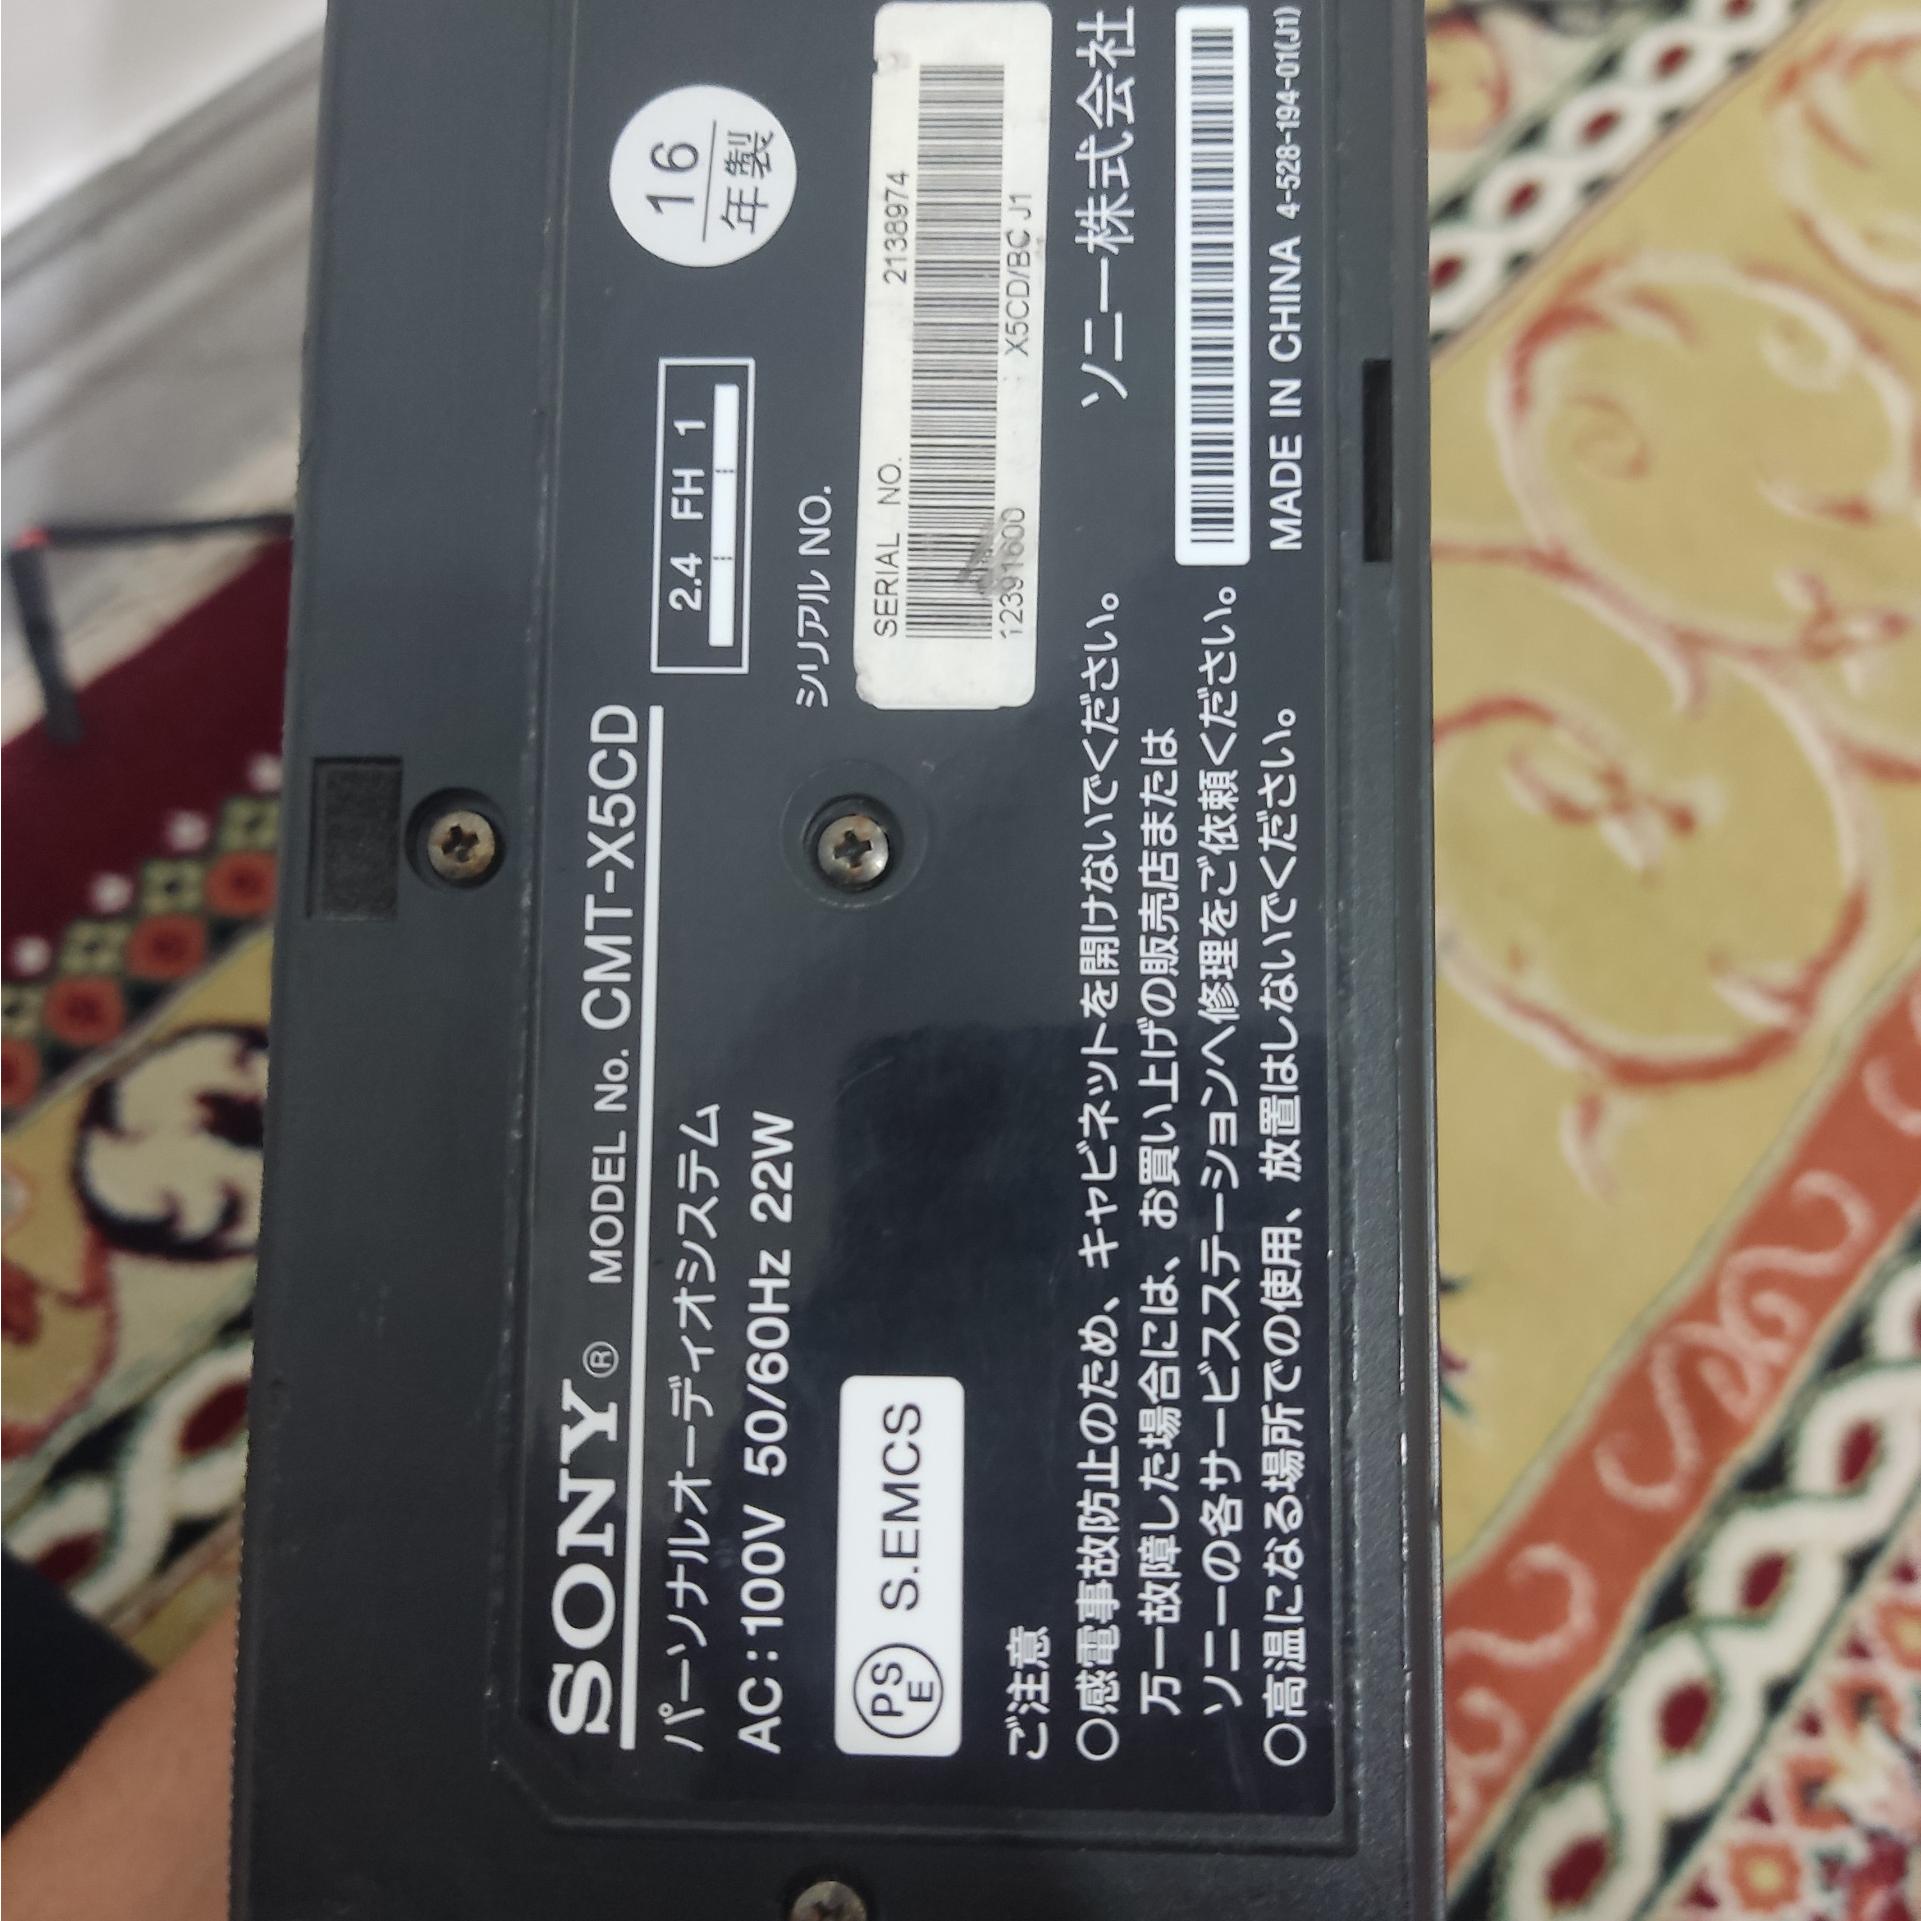 SONY® MODEL No. CMT-X5CD
パーソナルオーディオシステム
AC:100V 50/60Hz 22W
2.4 FH 1
16
年製
PSE S.EMCS
シリアル NO.
SERIAL NO. 2138974
12391600 X5CD/BC J1
ご注意
○感電事故防止のため、キャビネットを開けないでください。
万一故障した場合には、お買い上げの販売店または
ソニーの各サービスステーションへ修理をご依頼ください。
○高温になる場所での使用、放置はしないでください。
ソニー株式会社
MADE IN CHINA 4-528-194-01(J1)